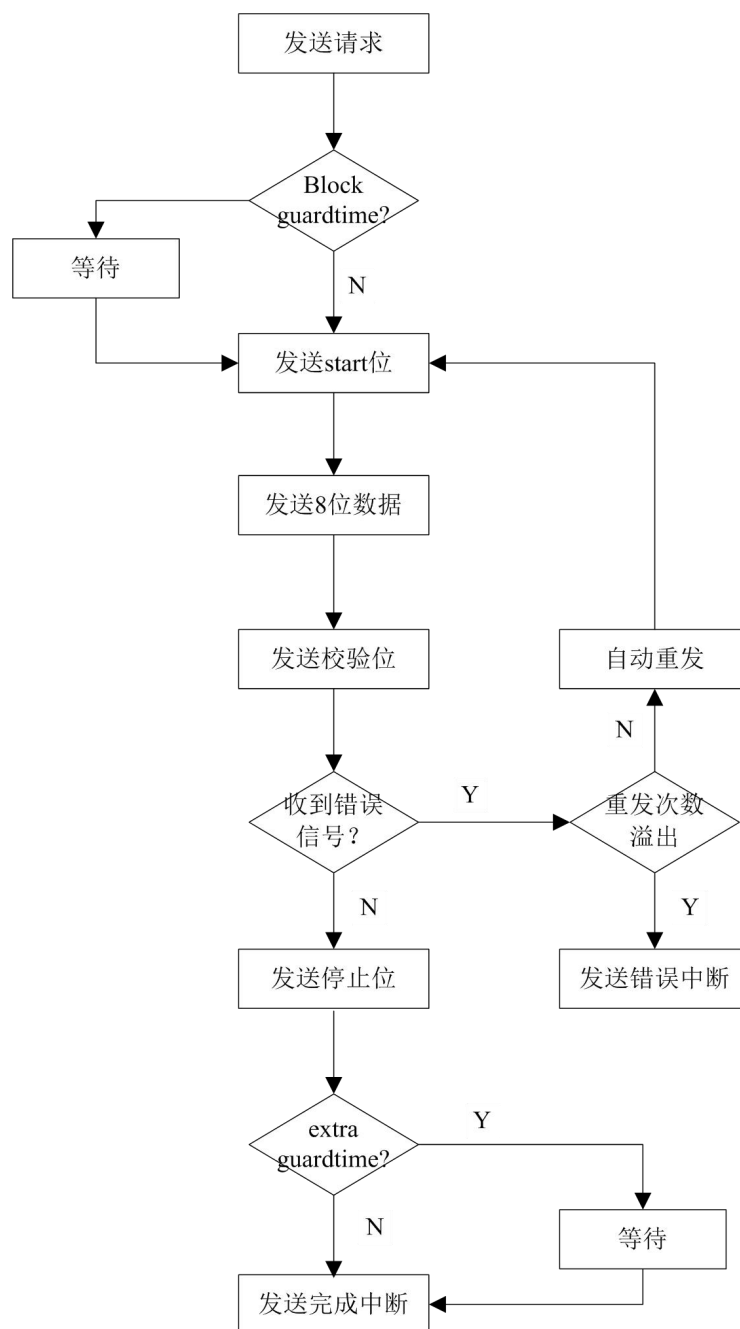 发送请求
Block
guardtime?
等待
N
发送start位
发送8位数据
发送校验位
自动重发
N
收到错误
信号？
Y
重发次数
溢出
N
Y
发送停止位
发送错误中断
extra
guardtime?
Y
N
等待
发送完成中断